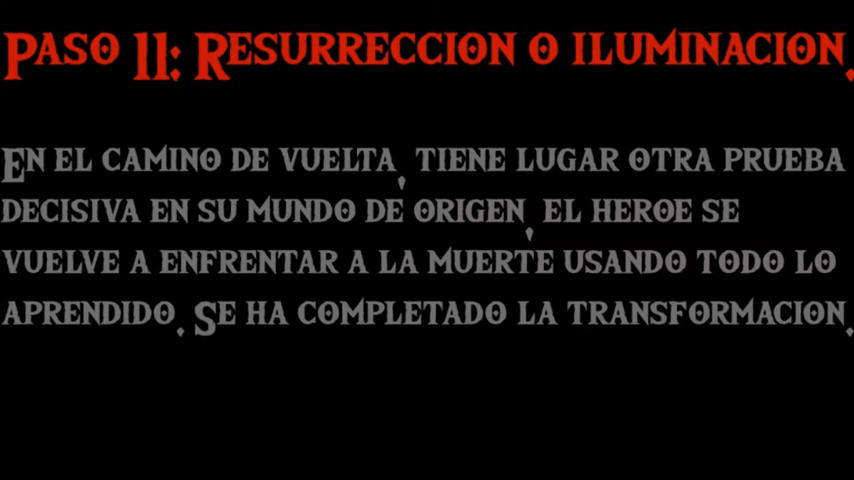 Paso 11: Resurreccion o iluminacion.
En el camino de vuelta, tiene lugar otra prueba
decisiva en su mundo de origen, el heroe se
vuelve a enfrentar a la muerte usando todo lo
aprendido. Se ha completado la transformacion.